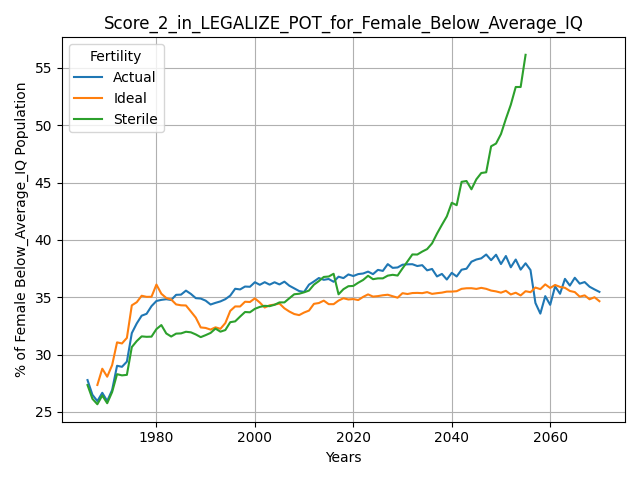 Score_2_in_LEGALIZE_POT_for_Female_Below_Average_IQ
Fertility
Actual
Ideal
Sterile
% of Female Below_Average_IQ Population
55
50
45
40
35
30
25
1980
2000
2020
2040
2060
Years